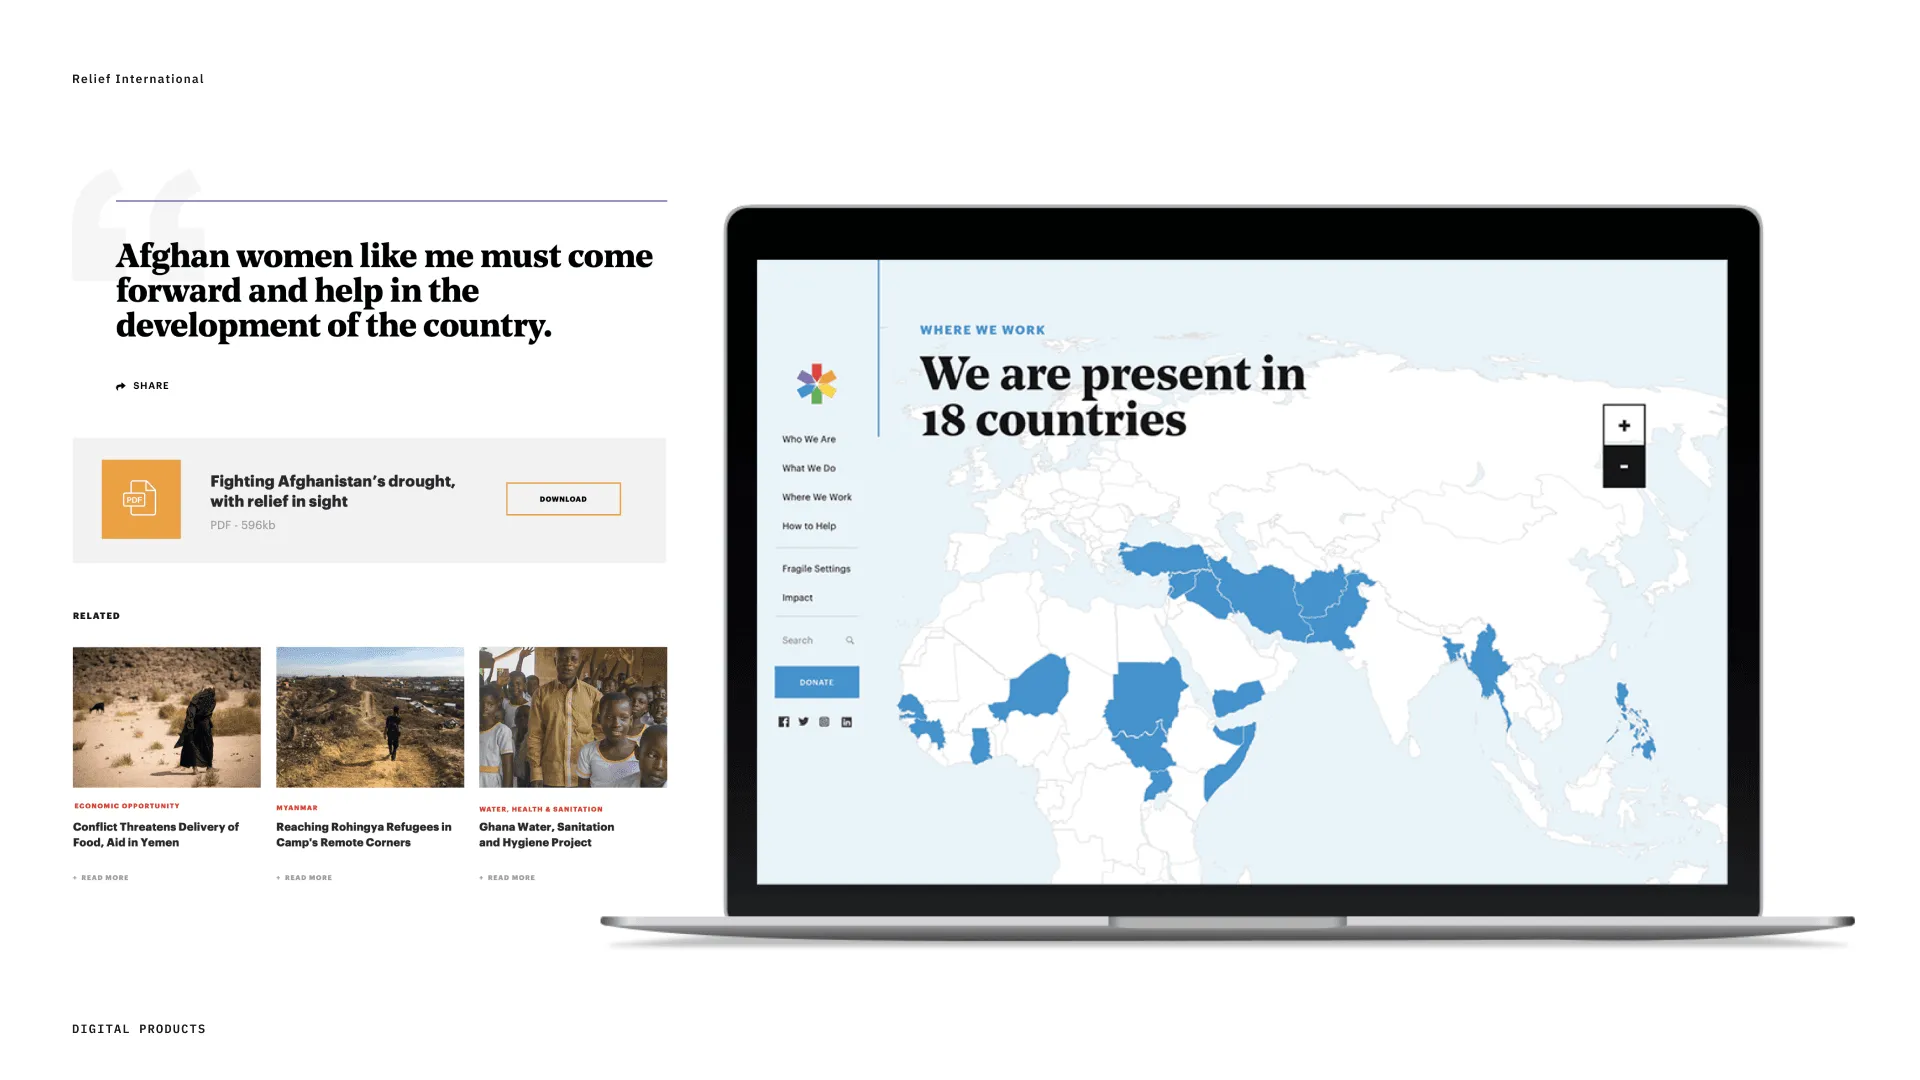 Relief International
Afghan women like me must come
forward and help in the
development of the country.
SHARE
PDF
Fighting Afghanistan’s drought,
with relief in sight
PDF - 596kb
DOWNLOAD
RELATED
ECONOMIC OPPORTUNITY
Conflict Threatens Delivery of
Food, Aid in Yemen
+ READ MORE
MYANMAR
Reaching Rohingya Refugees in
Camp's Remote Corners
+ READ MORE
WATER, HEALTH & SANITATION
Ghana Water, Sanitation
and Hygiene Project
+ READ MORE
Who We Are
What We Do
Where We Work
How to Help
Fragile Settings
Impact
Search
DONATE
WHERE WE WORK
We are present in
18 countries
+
-
DIGITAL PRODUCTS